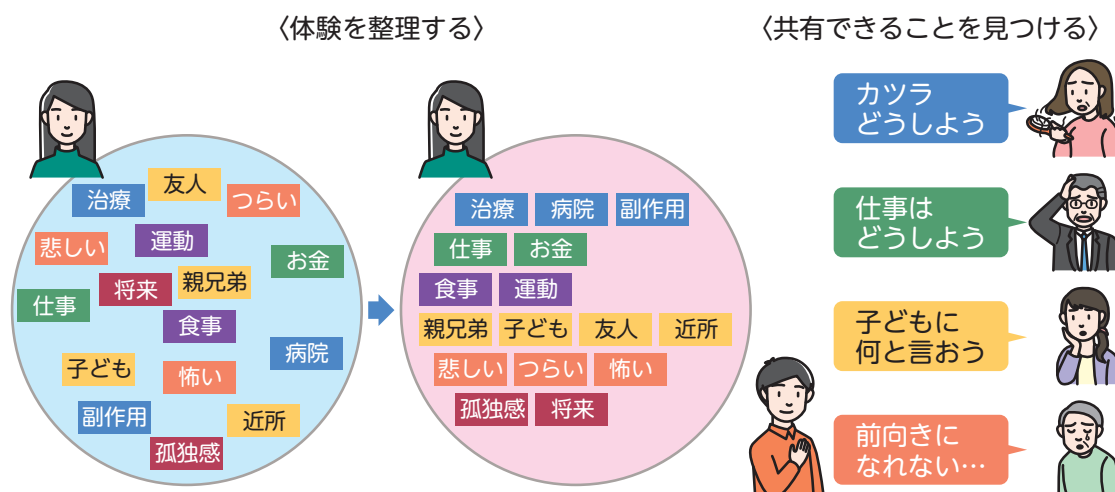 〈体験を整理する〉
治療
友人
つらい
悲しい
運動
お金
将来
親兄弟
仕事
食事
病院
子ども
怖い
副作用
近所
孤独感
治療 病院 副作用
仕事 お金
食事 運動
親兄弟 子ども 友人 近所
悲しい つらい 怖い
孤独感 将来
〈共有できることを見つける〉
カツラ
どうしよう
仕事は
どうしよう
子どもに
何と言おう
前向きに
なれない…